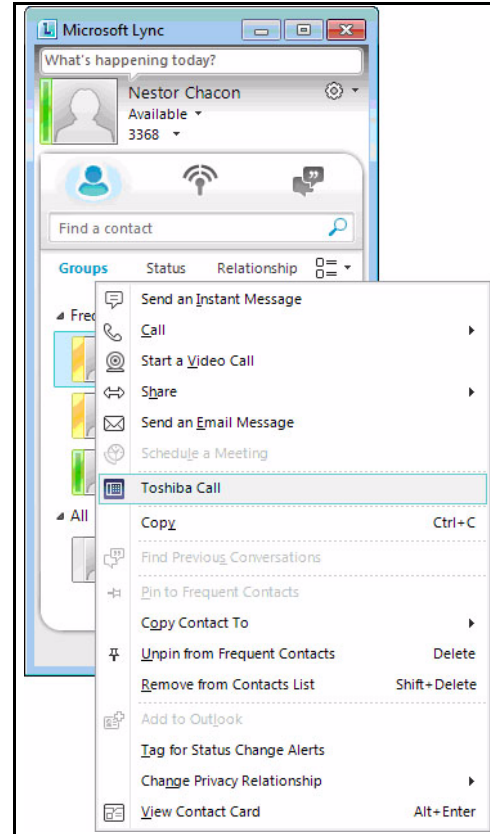 Microsoft Lync
What's happening today?
Nestor Chacon
Available
3368
Find a contact
Groups Status Relationship
Send an Instant Message
Call
Start a Video Call
Share
Send an Email Message
Schedule a Meeting
Toshiba Call
All
Copy Ctrl+C
Find Previous Conversations
Pin to Frequent Contacts
Copy Contact To
Unpin from Frequent Contacts Delete
Remove from Contacts List Shift+Delete
Add to Outlook
Tag for Status Change Alerts
Change Privacy Relationship
View Contact Card Alt+Enter